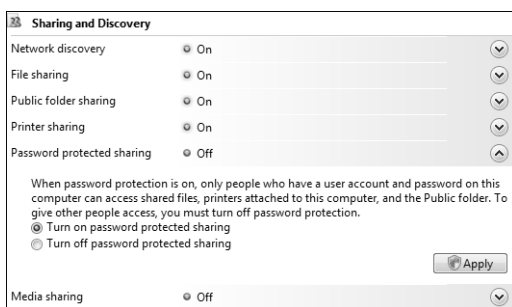 Sharing and Discovery
Network discovery On
File sharing On
Public folder sharing On
Printer sharing On
Password protected sharing Off
When password protection is on, only people who have a user account and password on this
computer can access shared files, printers attached to this computer, and the Public folder. To
give other people access, you must turn off password protection.
Turn on password protected sharing
Turn off password protected sharing
Apply
Media sharing Off